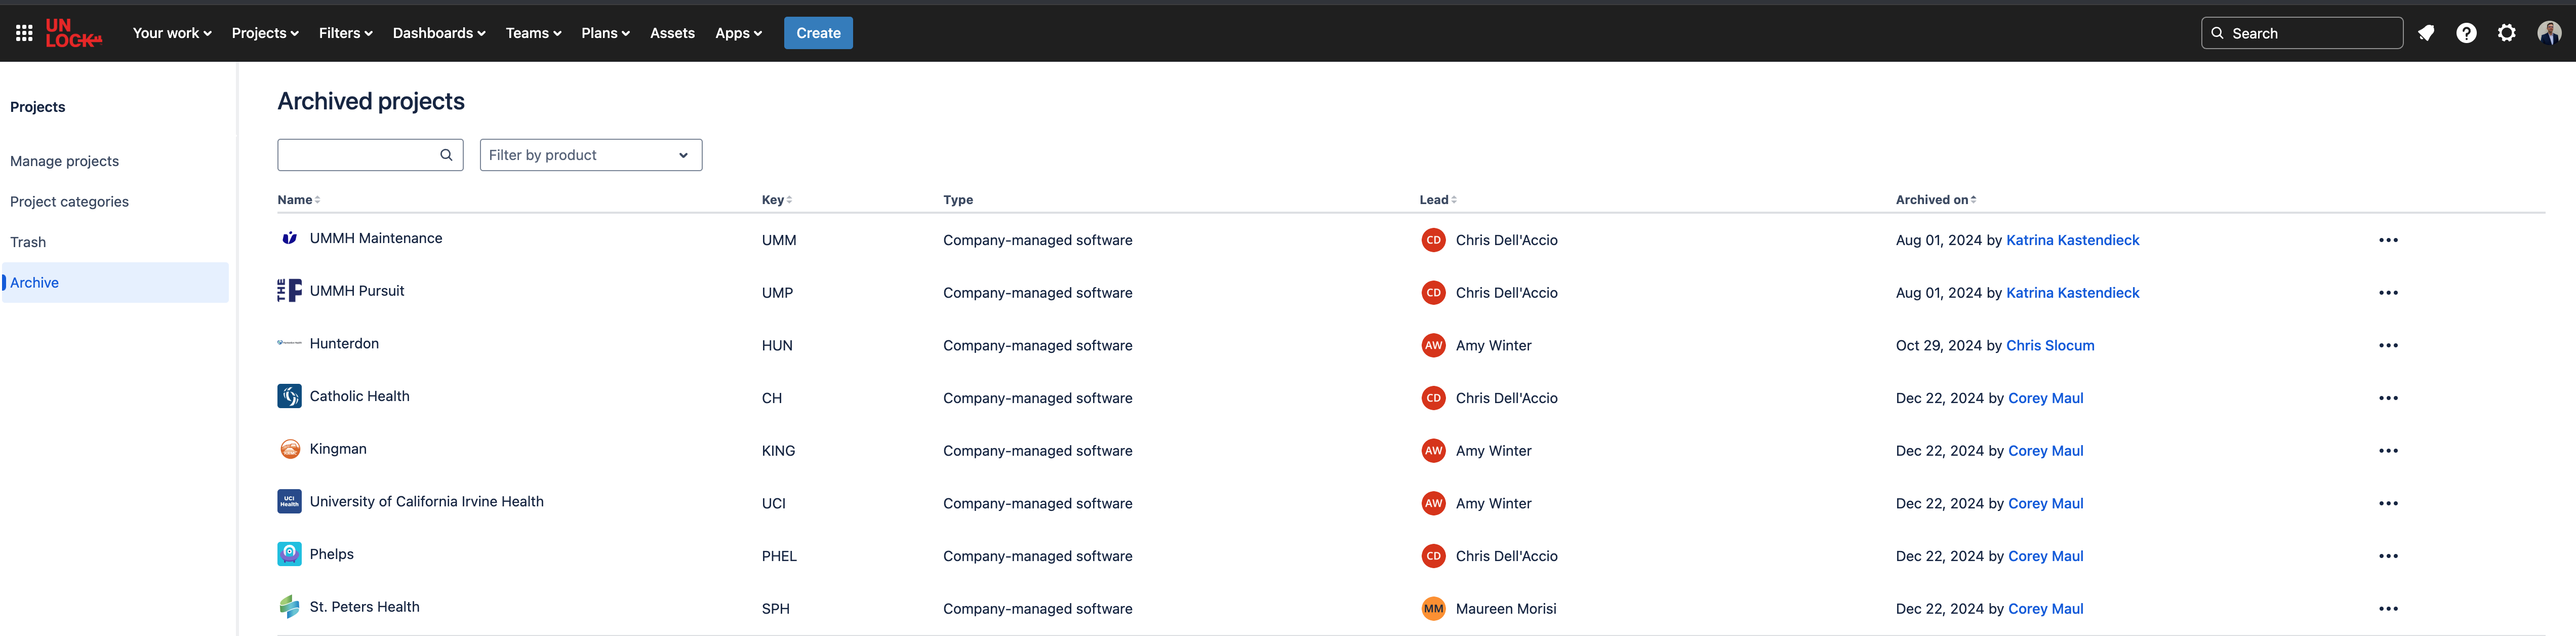 UN
LOCK
Your work Projects Filters Dashboards Teams Plans Assets Apps Create Search
Projects
Manage projects
Project categories
Trash
Archive
Archived projects
Filter by product
Name Key Type Lead Archived on
UMMH Maintenance UMM Company-managed software CD Chris Dell'Accio Aug 01, 2024 by Katrina Kastendieck
THE P UMMH Pursuit UMP Company-managed software CD Chris Dell'Accio Aug 01, 2024 by Katrina Kastendieck
Hunterdon HUN Company-managed software AW Amy Winter Oct 29, 2024 by Chris Slocum
Catholic Health CH Company-managed software CD Chris Dell'Accio Dec 22, 2024 by Corey Maul
Kingman KING Company-managed software AW Amy Winter Dec 22, 2024 by Corey Maul
UCI Health University of California Irvine Health UCI Company-managed software AW Amy Winter Dec 22, 2024 by Corey Maul
Phelps PHEL Company-managed software CD Chris Dell'Accio Dec 22, 2024 by Corey Maul
St. Peters Health SPH Company-managed software MM Maureen Morisi Dec 22, 2024 by Corey Maul